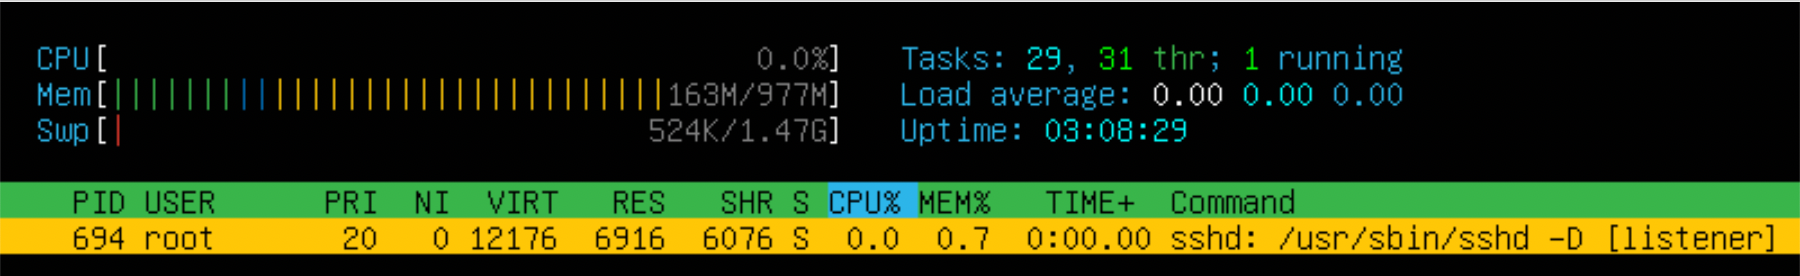 CPU[ 0.0%] Tasks: 29, 31 thr; 1 running
Mem[||||||||||||||||||||||||||||||||163M/977M] Load average: 0.00 0.00 0.00
Swp[| 524K/1.47G] Uptime: 03:08:29
PID USER PRI NI VIRT RES SHR S CPU% MEM% TIME+ Command
694 root 20 0 12176 6916 6076 S 0.0 0.7 0:00.00 sshd: /usr/sbin/sshd -D [listener]